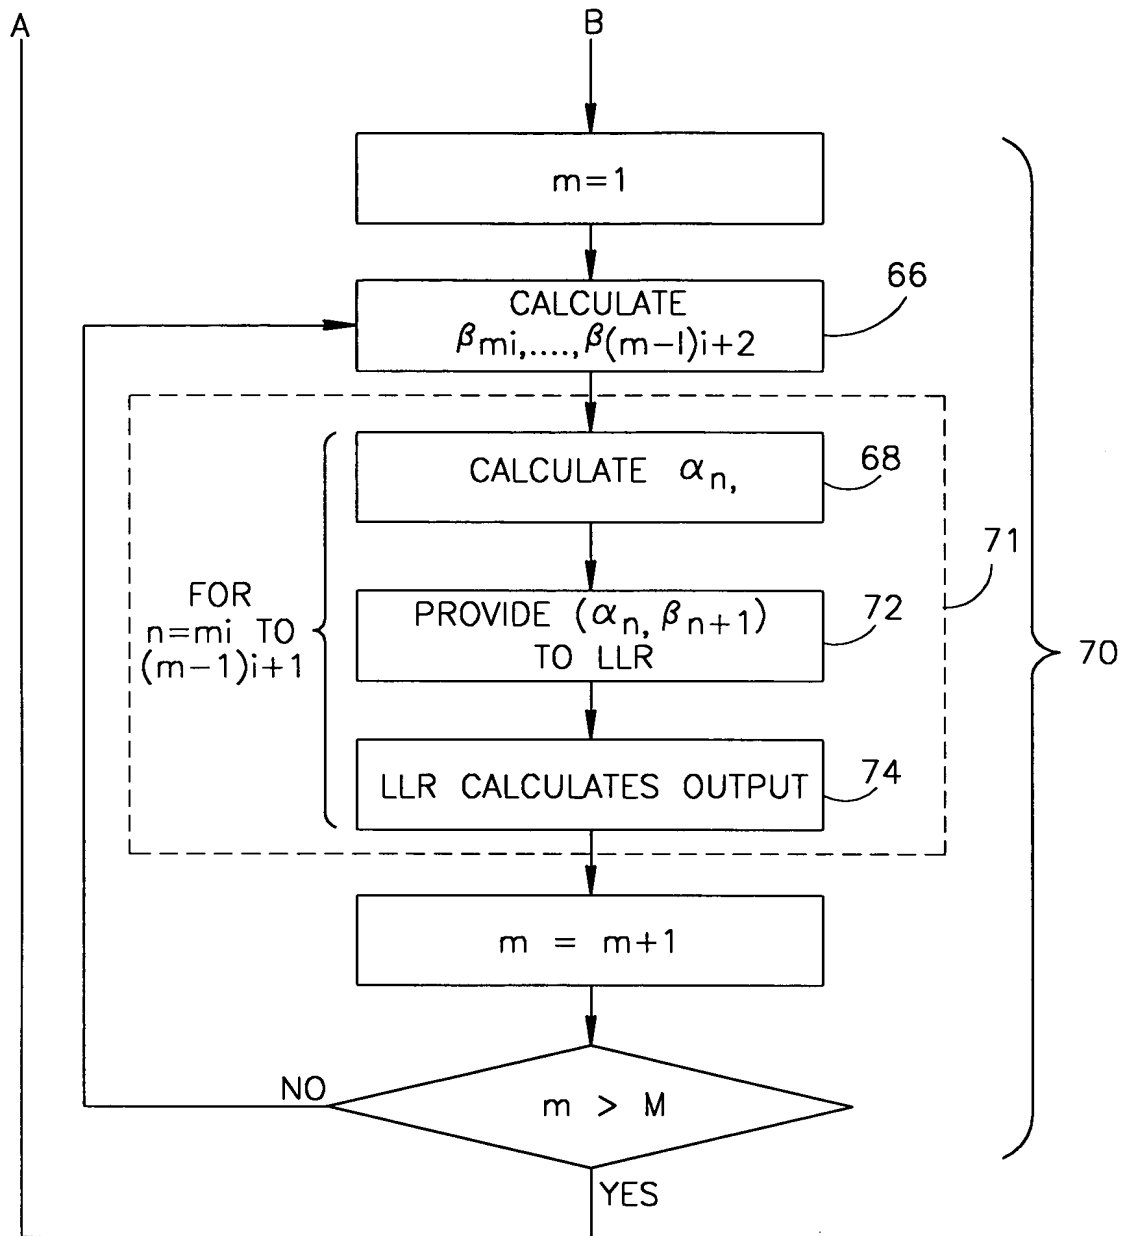 A
B
m=1
66
CALCULATE
βmi,....,β(m-1)i+2
68
CALCULATE αn,
71
FOR
n=mi TO
(m-1)i+1
72
PROVIDE (αn, βn+1)
TO LLR
70
74
LLR CALCULATES OUTPUT
m = m+1
NO
m > M
YES